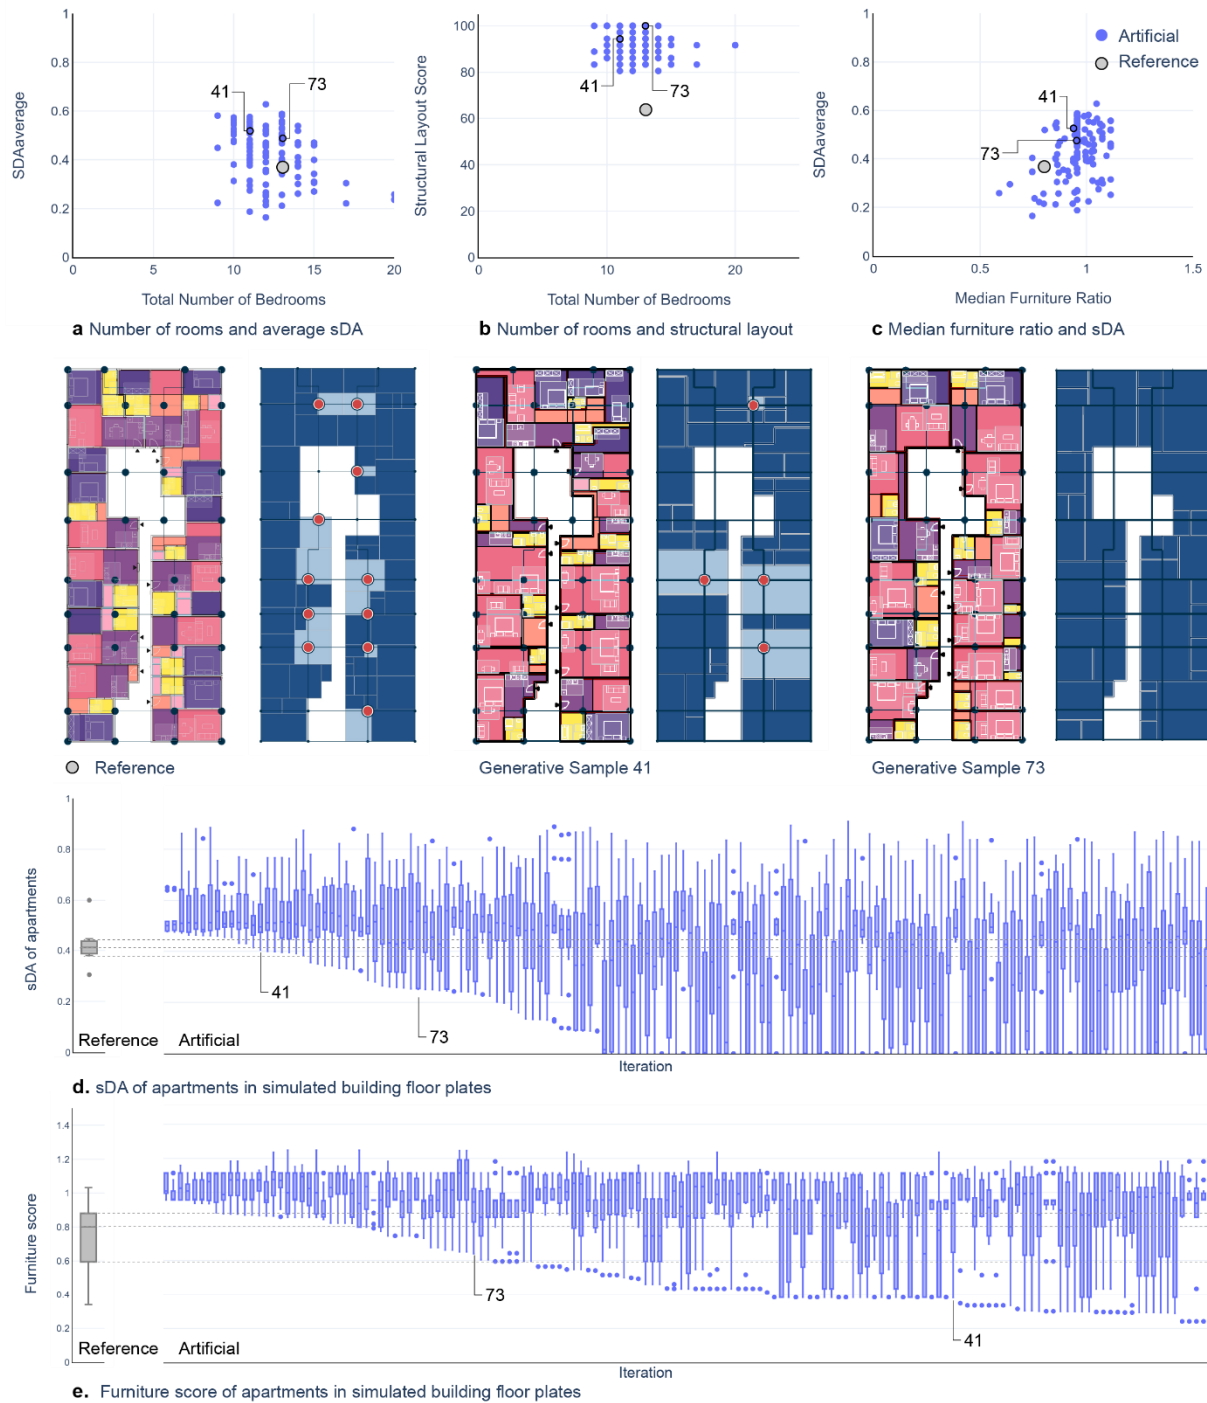 1
0.8
0.6
0.4
0.2
0
0
5
10
15
20
SDAaverage
41
73
Total Number of Bedrooms
a Number of rooms and average sDA
100
80
60
40
20
0
0
10
20
Structural Layout Score
41
73
Total Number of Bedrooms
b Number of rooms and structural layout
1
0.8
0.6
0.4
0.2
0
0
0.5
1
1.5
SDAaverage
Artificial
Reference
41
73
Median Furniture Ratio
c Median furniture ratio and sDA
Reference
Generative Sample 41
Generative Sample 73
1
0.8
0.6
0.4
0.2
0
sDA of apartments
41
73
Reference
Artificial
Iteration
d. sDA of apartments in simulated building floor plates
1.4
1.2
1
0.8
0.6
0.4
0.2
0
Furniture score
73
41
Reference
Artificial
Iteration
e. Furniture score of apartments in simulated building floor plates